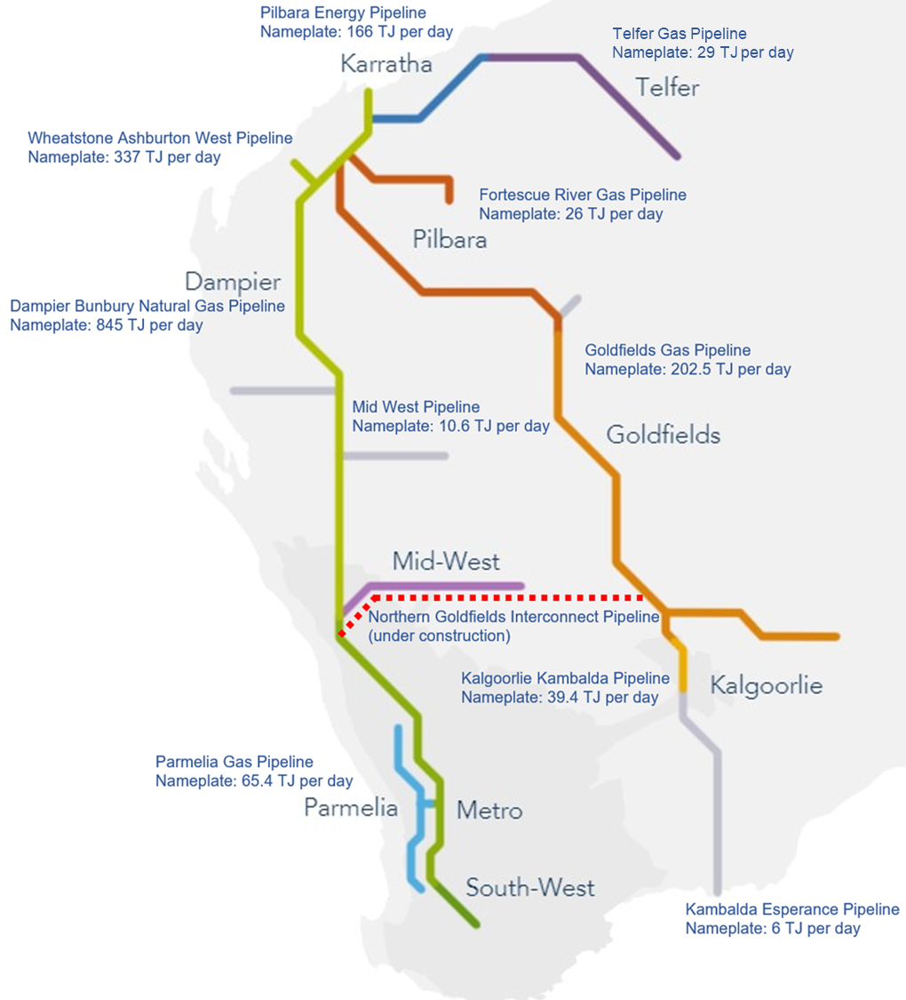 Pilbara Energy Pipeline
Nameplate: 166 TJ per day
Karratha
Telfer Gas Pipeline
Nameplate: 29 TJ per day
Telfer
Wheatstone Ashburton West Pipeline
Nameplate: 337 TJ per day
Fortescue River Gas Pipeline
Nameplate: 26 TJ per day
Pilbara
Dampier
Dampier Bunbury Natural Gas Pipeline
Nameplate: 845 TJ per day
Goldfields Gas Pipeline
Nameplate: 202.5 TJ per day
Mid West Pipeline
Nameplate: 10.6 TJ per day
Goldfields
Mid-West
Northern Goldfields Interconnect Pipeline
(under construction)
Kalgoorlie Kambalda Pipeline
Nameplate: 39.4 TJ per day
Kalgoorlie
Parmelia Gas Pipeline
Nameplate: 65.4 TJ per day
Parmelia
Metro
South-West
Kambalda Esperance Pipeline
Nameplate: 6 TJ per day